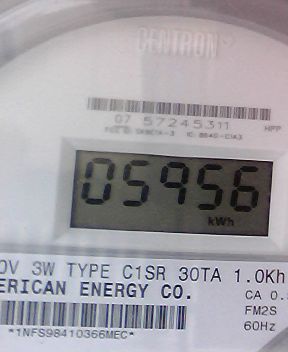 CENTRON
07 57245311
HPP
05956
kWh
0V 3W TYPE C1SR 30TA 1.0Kh
ERICAN ENERGY CO.
CA 0.
FM2S
60Hz
*1NFS98410366MEC*